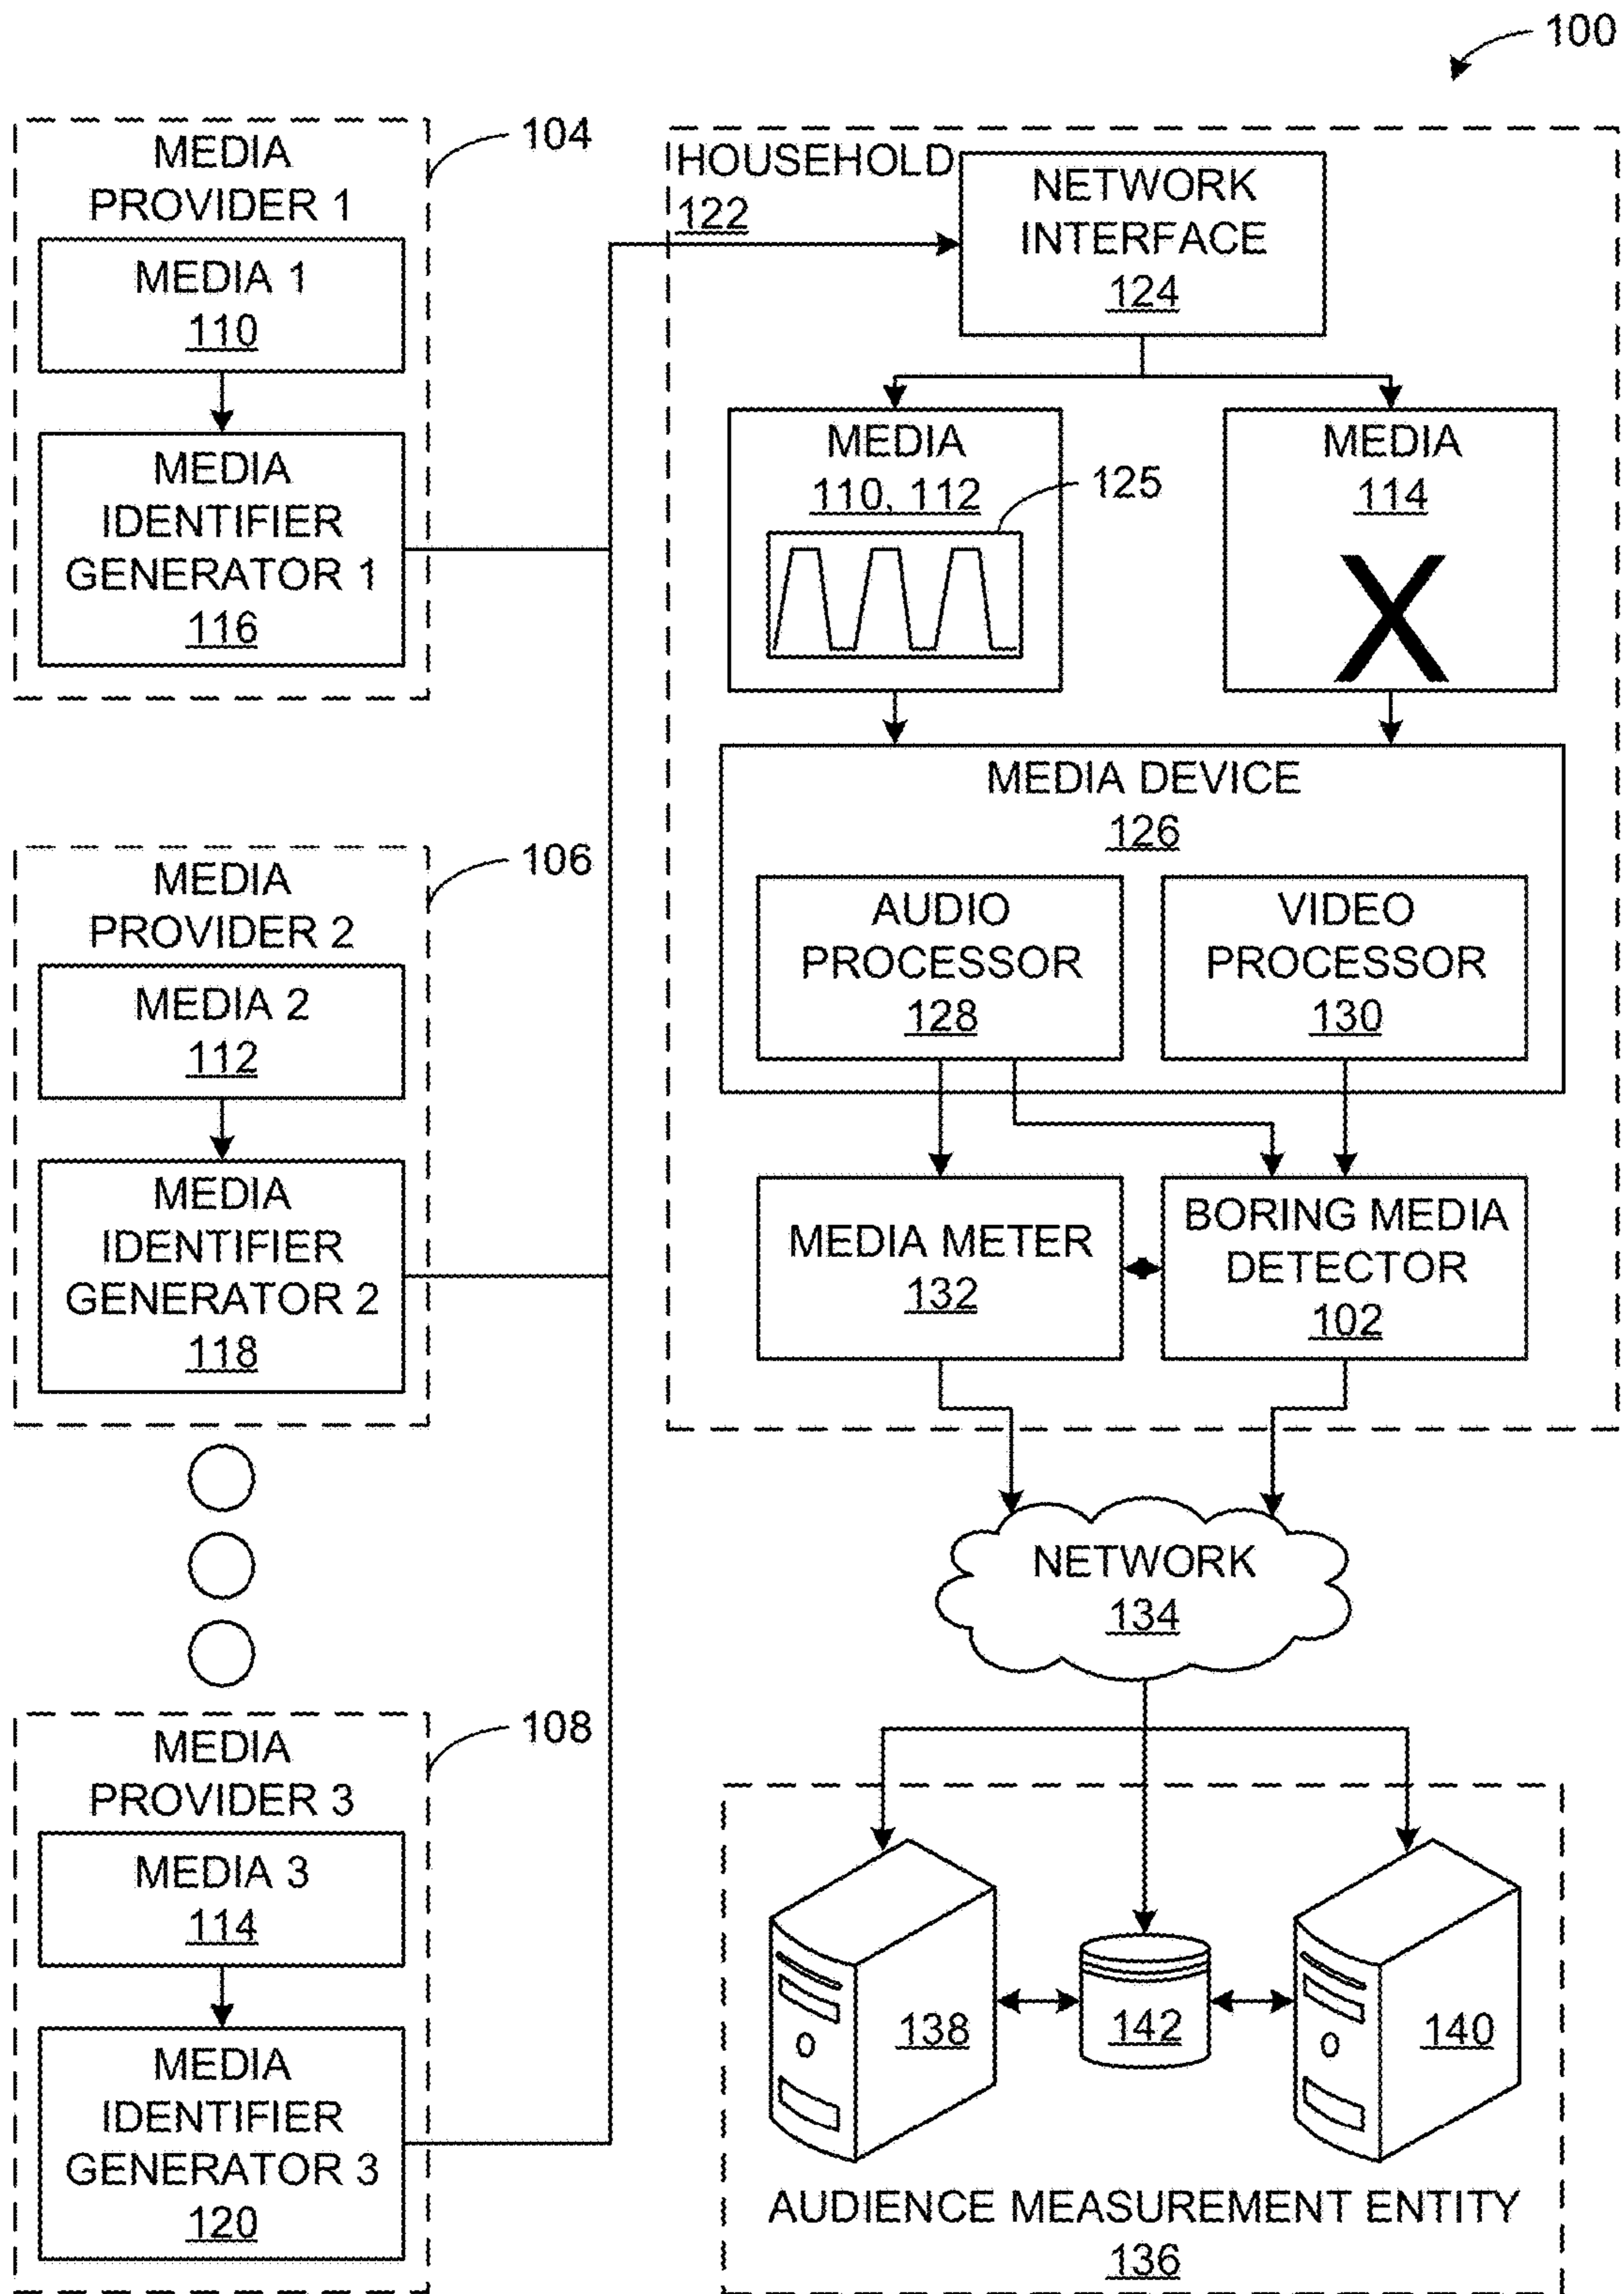 100
MEDIA
PROVIDER 1
104
MEDIA 1
110
MEDIA
IDENTIFIER
GENERATOR 1
116
MEDIA
PROVIDER 2
106
MEDIA 2
112
MEDIA
IDENTIFIER
GENERATOR 2
118
MEDIA
PROVIDER 3
108
MEDIA 3
114
MEDIA
IDENTIFIER
GENERATOR 3
120
HOUSEHOLD
122
NETWORK
INTERFACE
124
MEDIA
110, 112
125
MEDIA
114
X
MEDIA DEVICE
126
AUDIO
PROCESSOR
128
VIDEO
PROCESSOR
130
MEDIA METER
132
BORING MEDIA
DETECTOR
102
NETWORK
134
138
142
140
AUDIENCE MEASUREMENT ENTITY
136